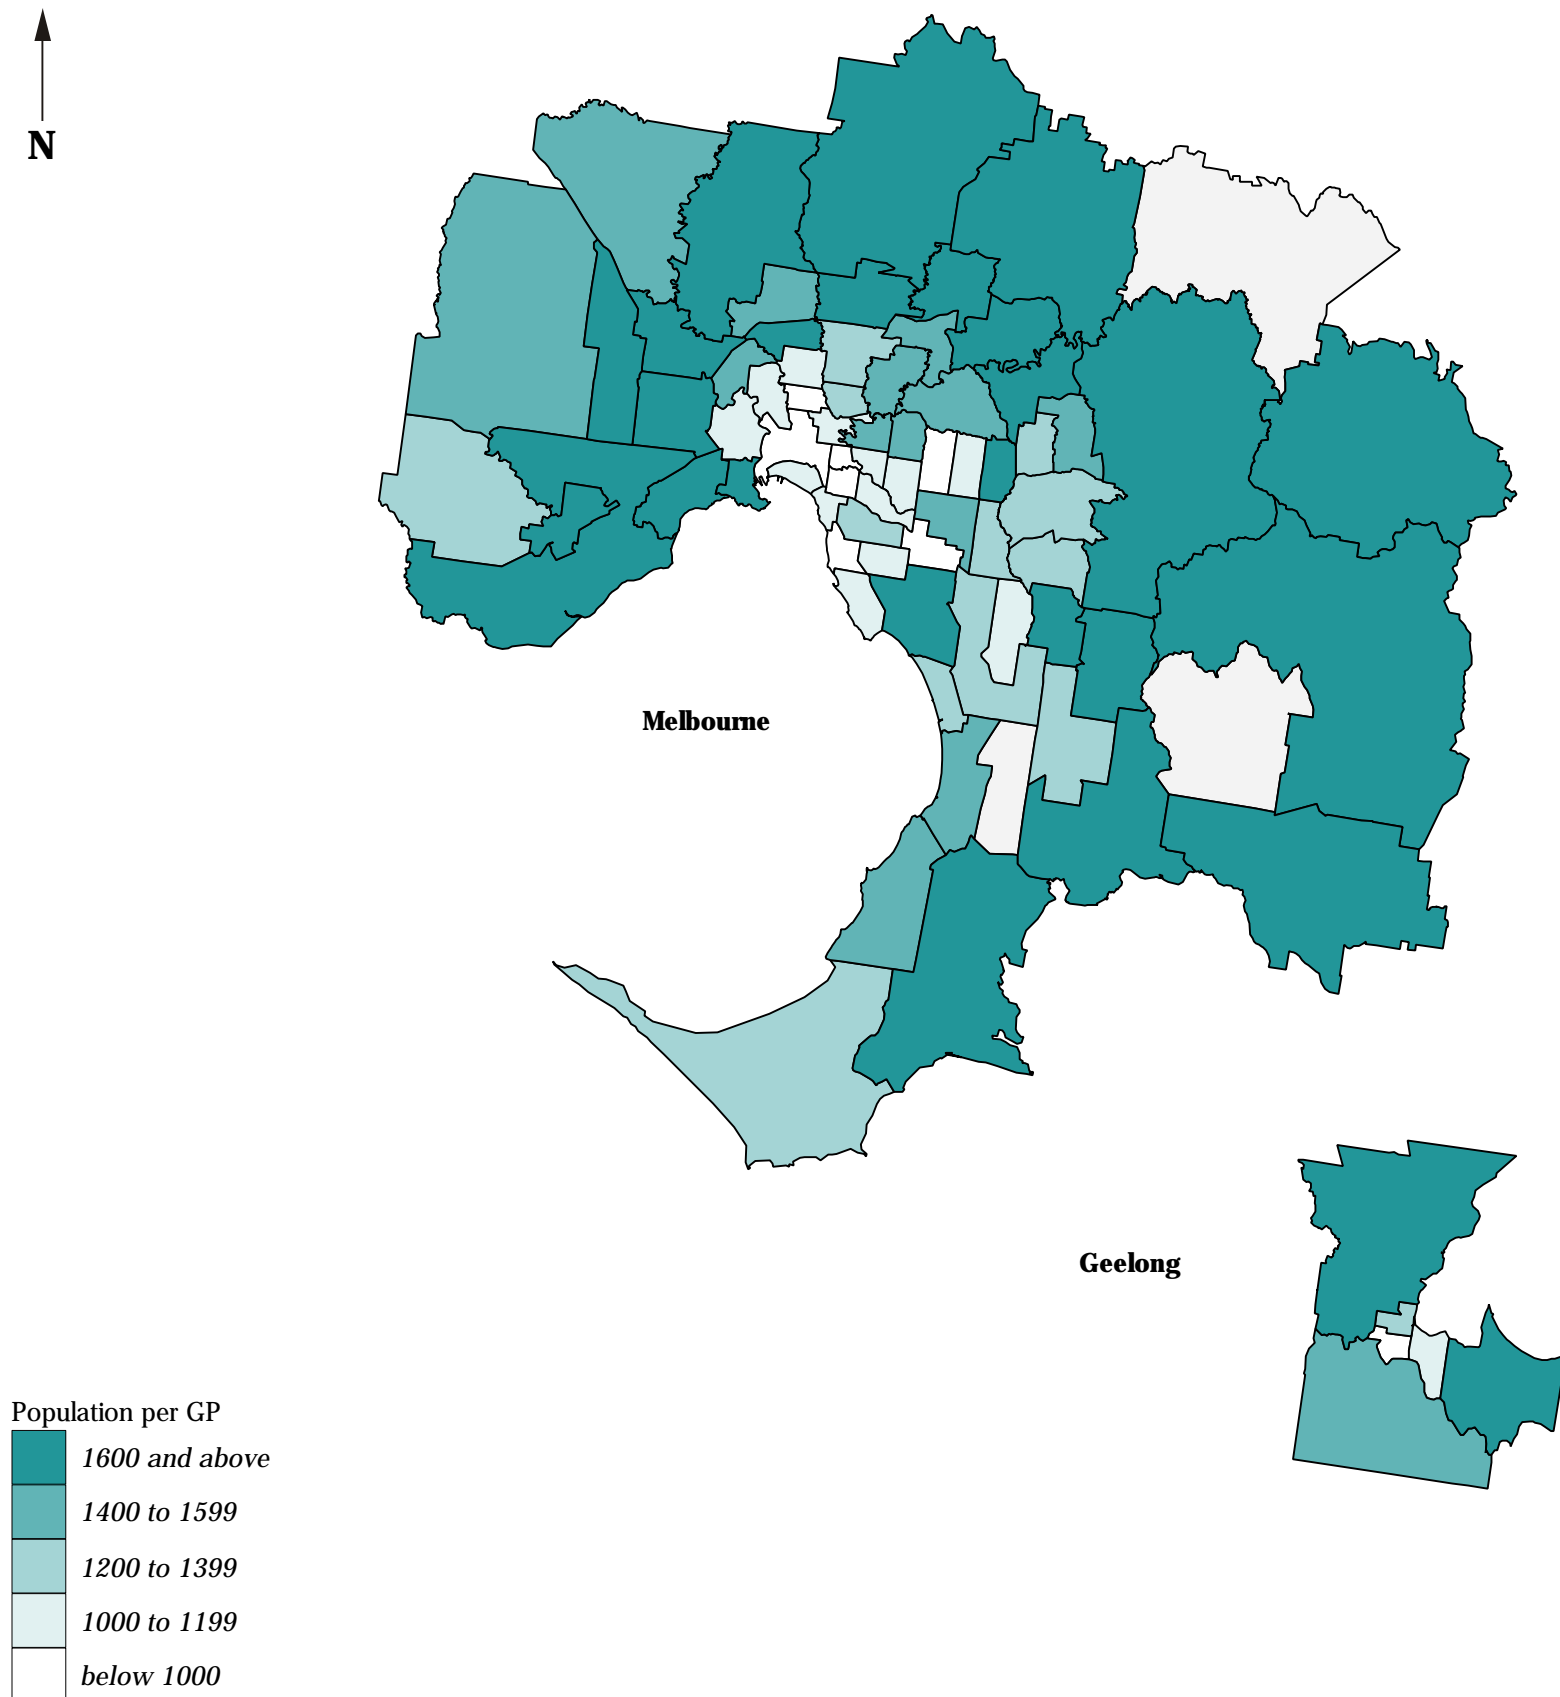 N
Melbourne
Geelong
Population per GP
1600 and above
1400 to 1599
1200 to 1399
1000 to 1199
below 1000